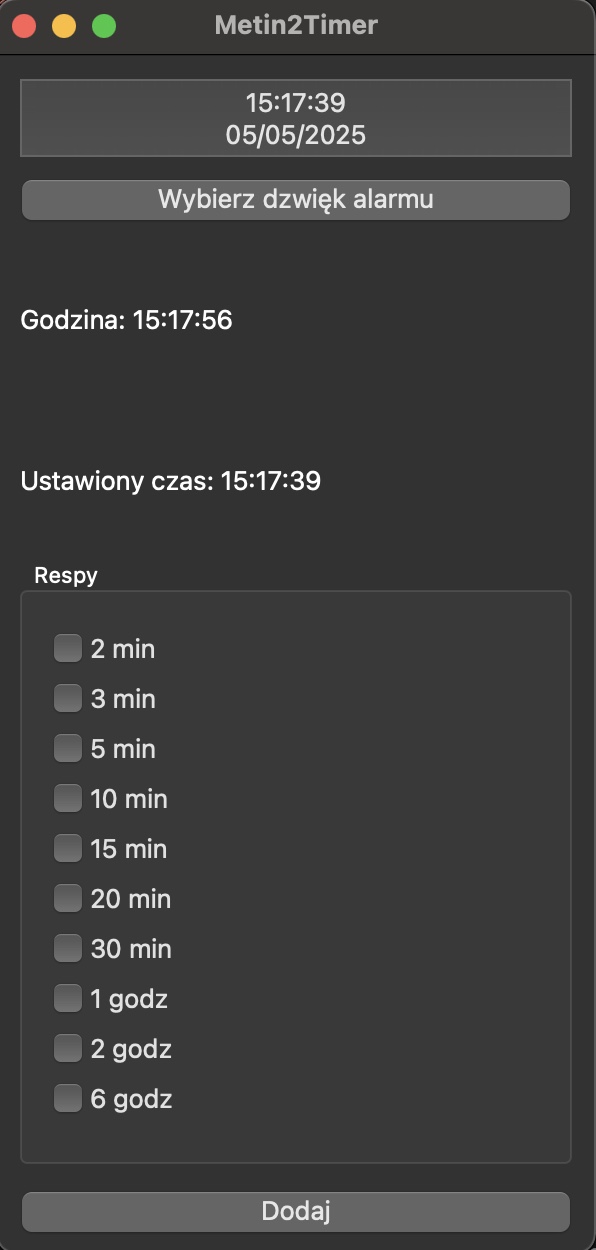 Metin2Timer
15:17:39
05/05/2025
Wybierz dzwięk alarmu
Godzina: 15:17:56
Ustawiony czas: 15:17:39
Respy
2 min
3 min
5 min
10 min
15 min
20 min
30 min
1 godz
2 godz
6 godz
Dodaj